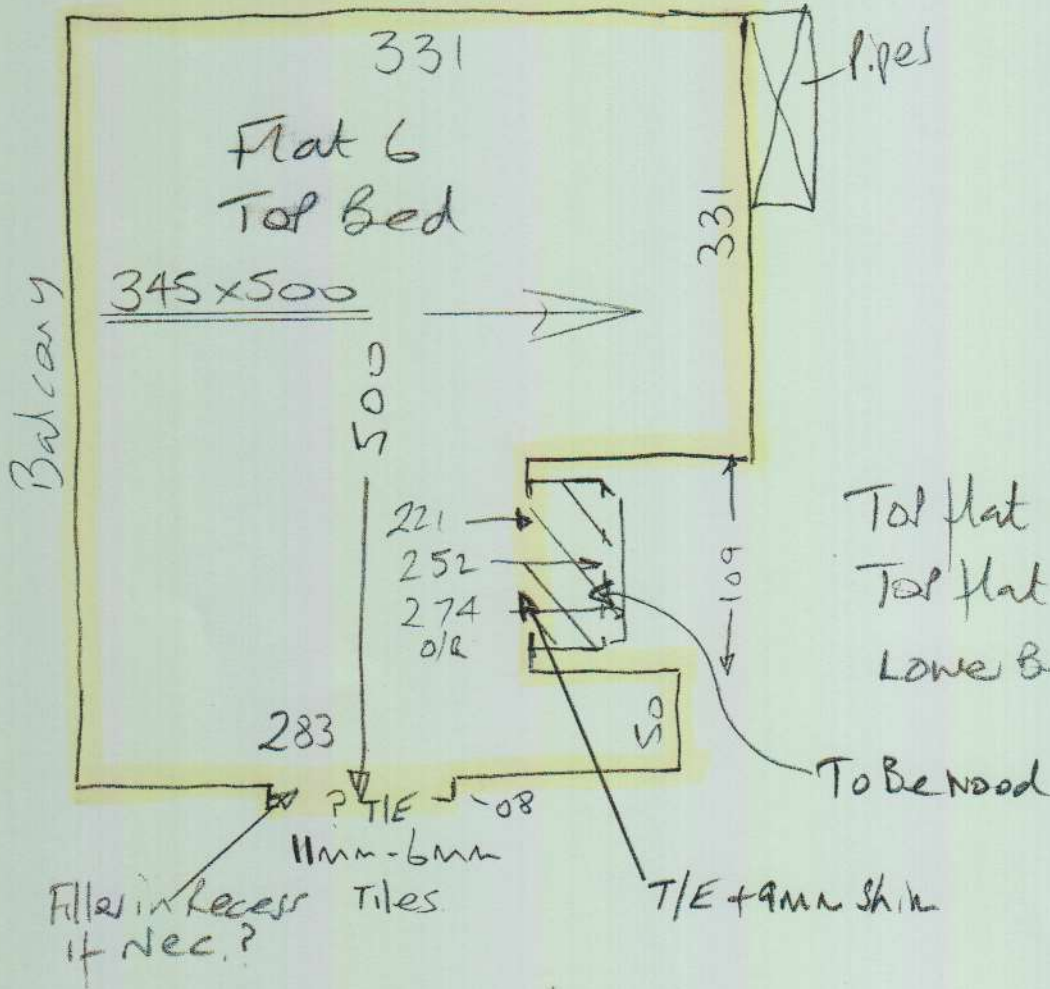 331
Pipes
Flat 6
Top Bed
331
345x500
Balcony
500
221
252
274
O/R
109
Top flat
Top flat
Lowe B
283
50
To Be Wood
? T/E
08
11mm-6mm
Tiles
Filler in Recess
If Nec.?
T/E + 9mm Shim